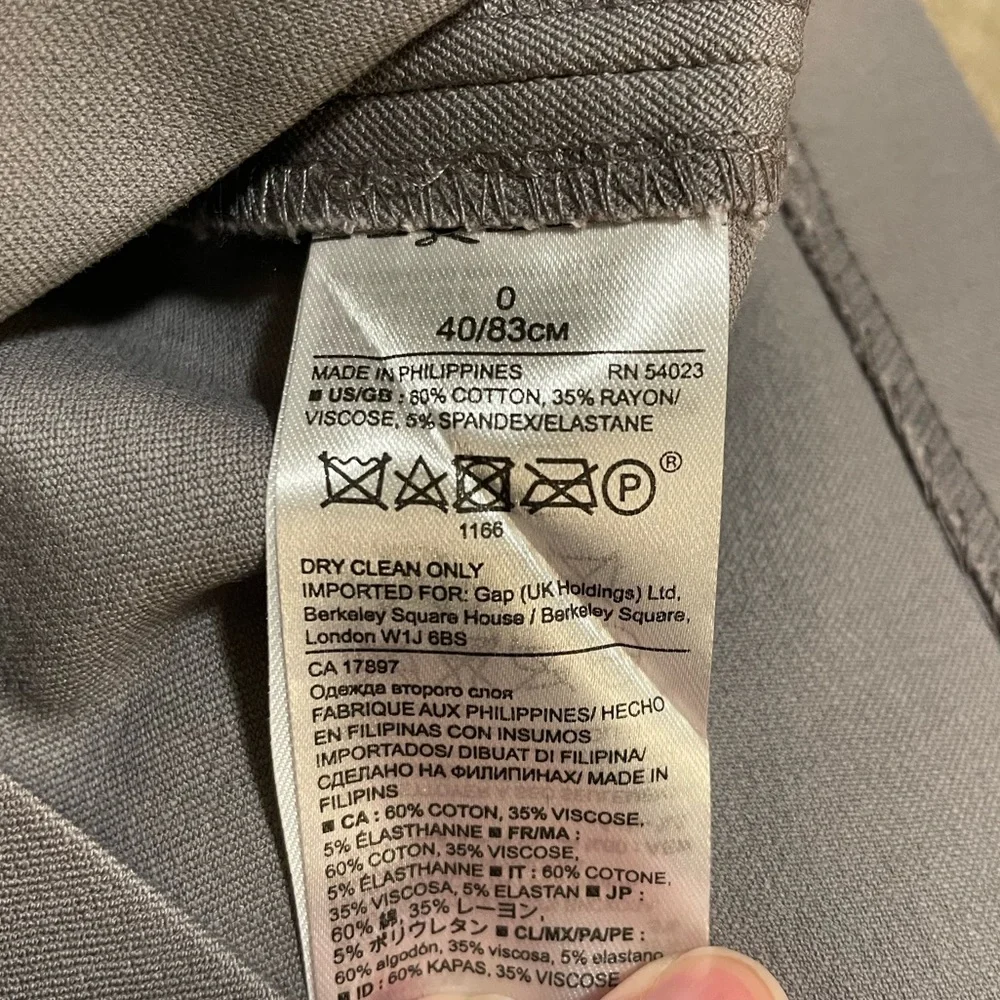 0
40/83CM
MADE IN PHILIPPINES RN 54023
■ US/GB : 60% COTTON, 35% RAYON/
VISCOSE, 5% SPANDEX/ELASTANE
P ®
1166
DRY CLEAN ONLY
IMPORTED FOR: Gap (UK Holdings) Ltd,
Berkeley Square House / Berkeley Square,
London W1J 6BS
CA 17897
Одежда второго слоя
FABRIQUE AUX PHILIPPINES/ HECHO
EN FILIPINAS CON INSUMOS
IMPORTADOS/ DIBUAT DI FILIPINA/
СДЕЛАНО НА ФИЛИПИНАХ/ MADE IN
FILIPINS
■ CA : 60% COTON, 35% VISCOSE,
5% ÉLASTHANNE ■ FR/MA :
60% COTON, 35% VISCOSE,
5% ÉLASTHANNE ■ IT : 60% COTONE,
35% VISCOSA, 5% ELASTAN ■ JP :
60% 綿, 35% レーヨン,
5% ポリウレタン ■ CL/MX/PA/PE :
60% algodón, 35% viscosa, 5% elastano
■ ID : 60% KAPAS, 35% VISCOSE